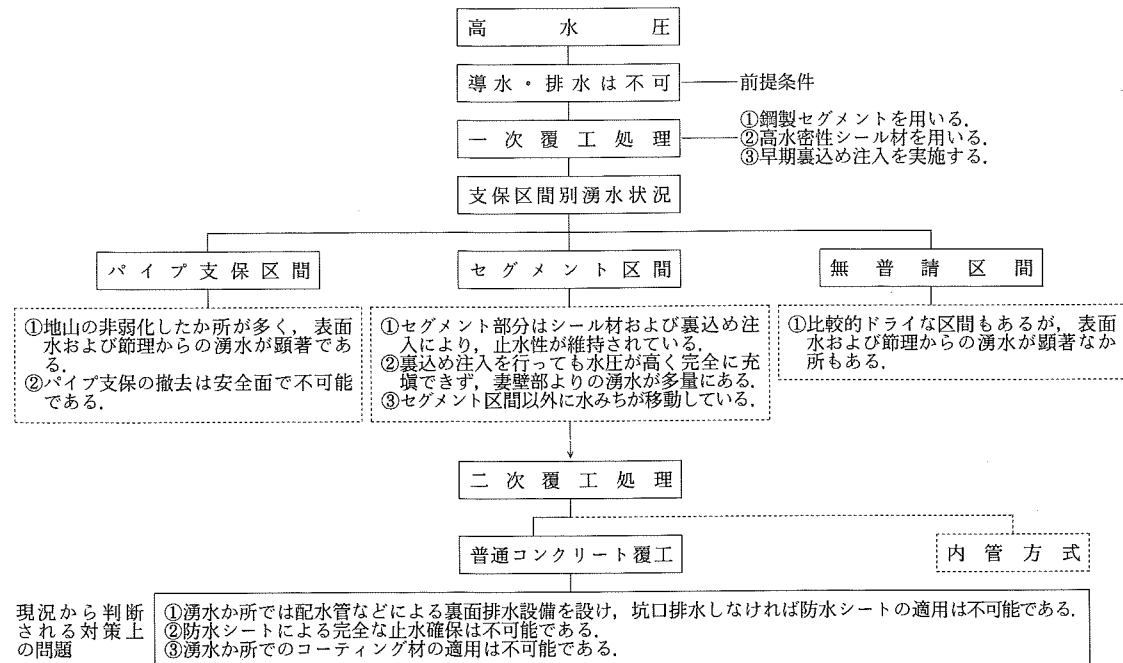 高水圧
導水・排水は不可
前提条件
一次覆工処理
①鋼製セグメントを用いる.
②高水密性シール材を用いる.
③早期裏込め注入を実施する.
支保区間別湧水状況
パイプ支保区間
セグメント区間
無普請区間
①地山の非弱化したか所が多く,表面
水および節理からの湧水が顕著であ
る.
②パイプ支保の撤去は安全面で不可能
である.
①セグメント部分はシール材および裏込め注
入により,止水性が維持されている.
②裏込め注入を行っても水圧が高く完全に充
塡できず,妻壁部よりの湧水が多量にある.
③セグメント区間以外に水みちが移動している.
①比較的ドライな区間もあるが,表面
水および節理からの湧水が顕著なか
所もある.
二次覆工処理
普通コンクリート覆工
内管方式
現況から判断
される対策上
の問題
①湧水か所では配水管などによる裏面排水設備を設け,坑口排水しなければ防水シートの適用は不可能である.
②防水シートによる完全な止水確保は不可能である.
③湧水か所でのコーティング材の適用は不可能である.